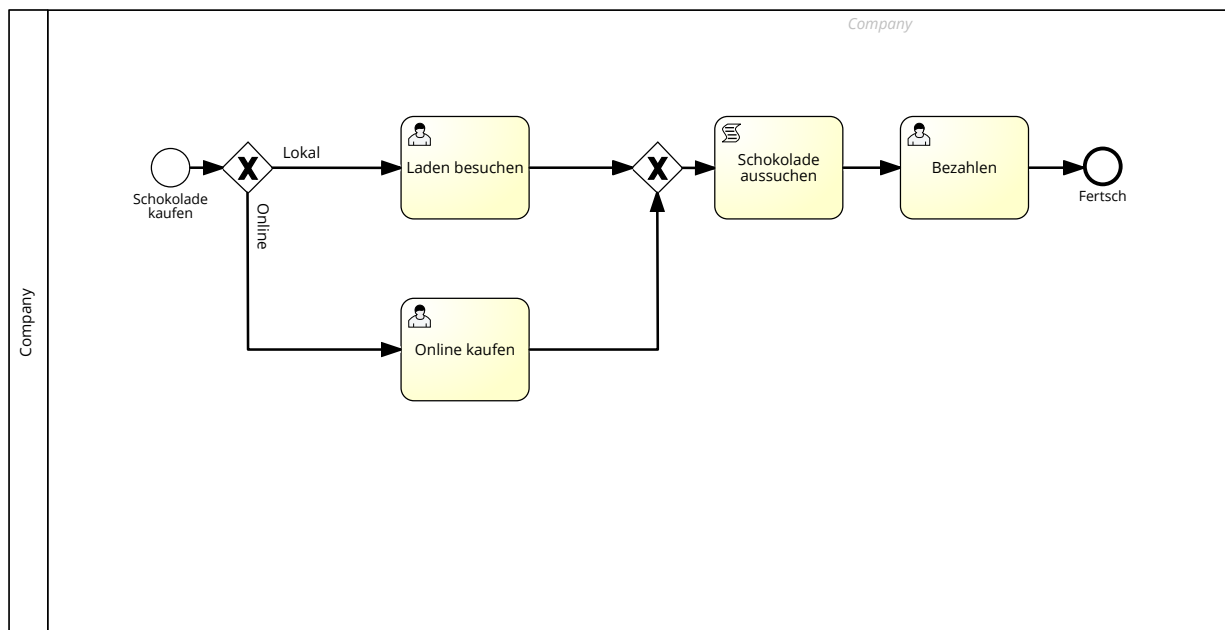 Company
Company
Lokal
Laden besuchen
Schokolade
aussuchen
Bezahlen
Schokolade
kaufen
Fertsch
Online
Online kaufen